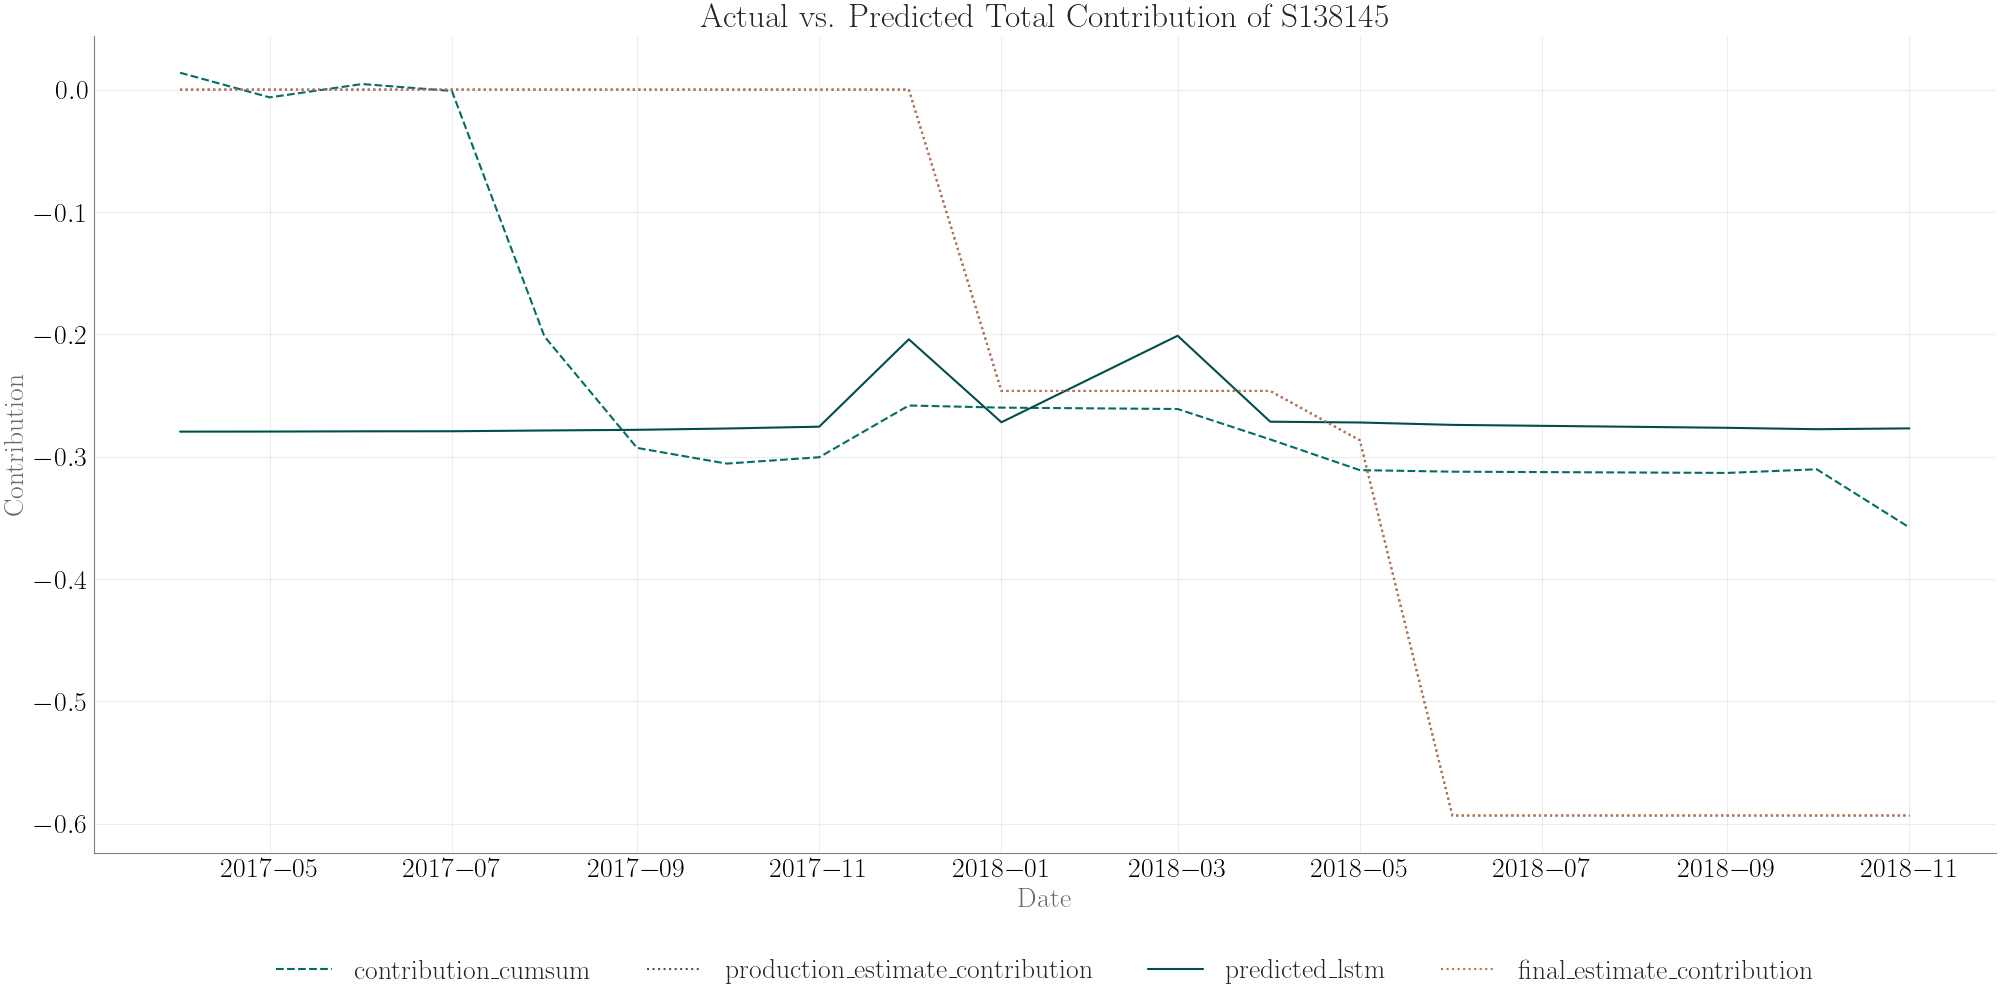 Actual vs. Predicted Total Contribution of S138145
0.0
−0.1
−0.2
−0.3
−0.4
−0.5
−0.6
Contribution
2017−05 2017−07 2017−09 2017−11 2018−01 2018−03 2018−05 2018−07 2018−09 2018−11
Date
contribution_cumsum production_estimate_contribution predicted_lstm final_estimate_contribution